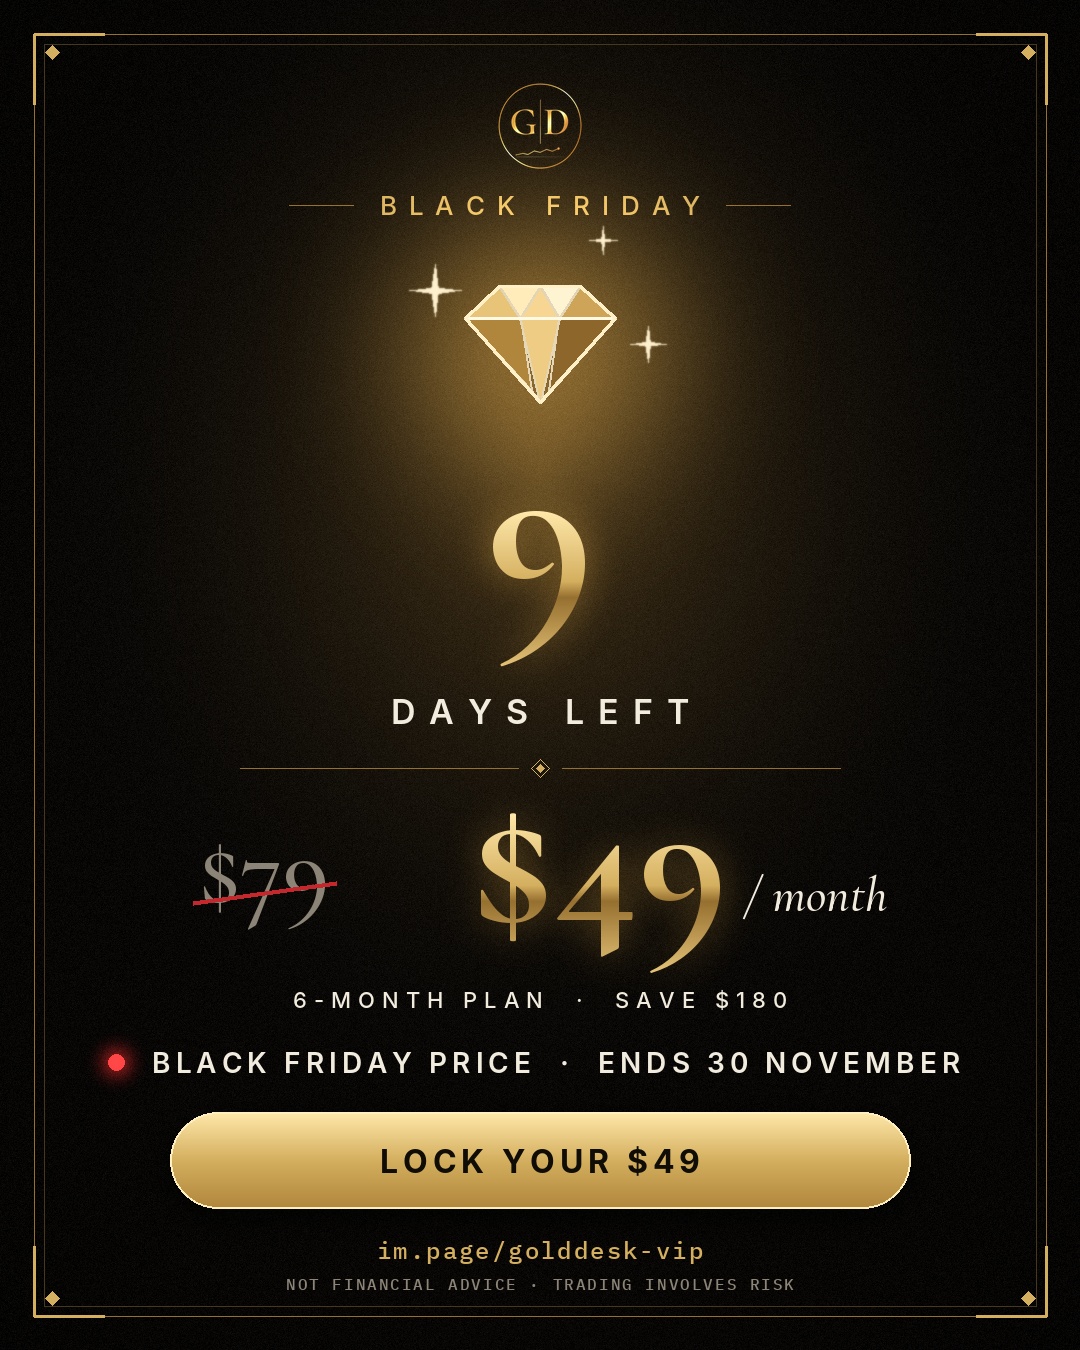 G D
BLACK FRIDAY
9
DAYS LEFT
$79 $49 / month
6-MONTH PLAN · SAVE $180
BLACK FRIDAY PRICE · ENDS 30 NOVEMBER
LOCK YOUR $49
im.page/golddesk-vip
NOT FINANCIAL ADVICE · TRADING INVOLVES RISK